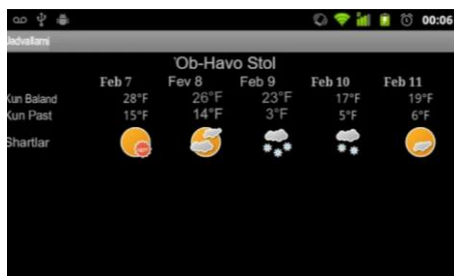 00:06
Jadvallarni
'Ob-Havo Stol
Feb 7 Fev 8 Feb 9 Feb 10 Feb 11
Kun Baland 28°F 26°F 23°F 17°F 19°F
Kun Past 15°F 14°F 3°F 5°F 6°F
Shartlar